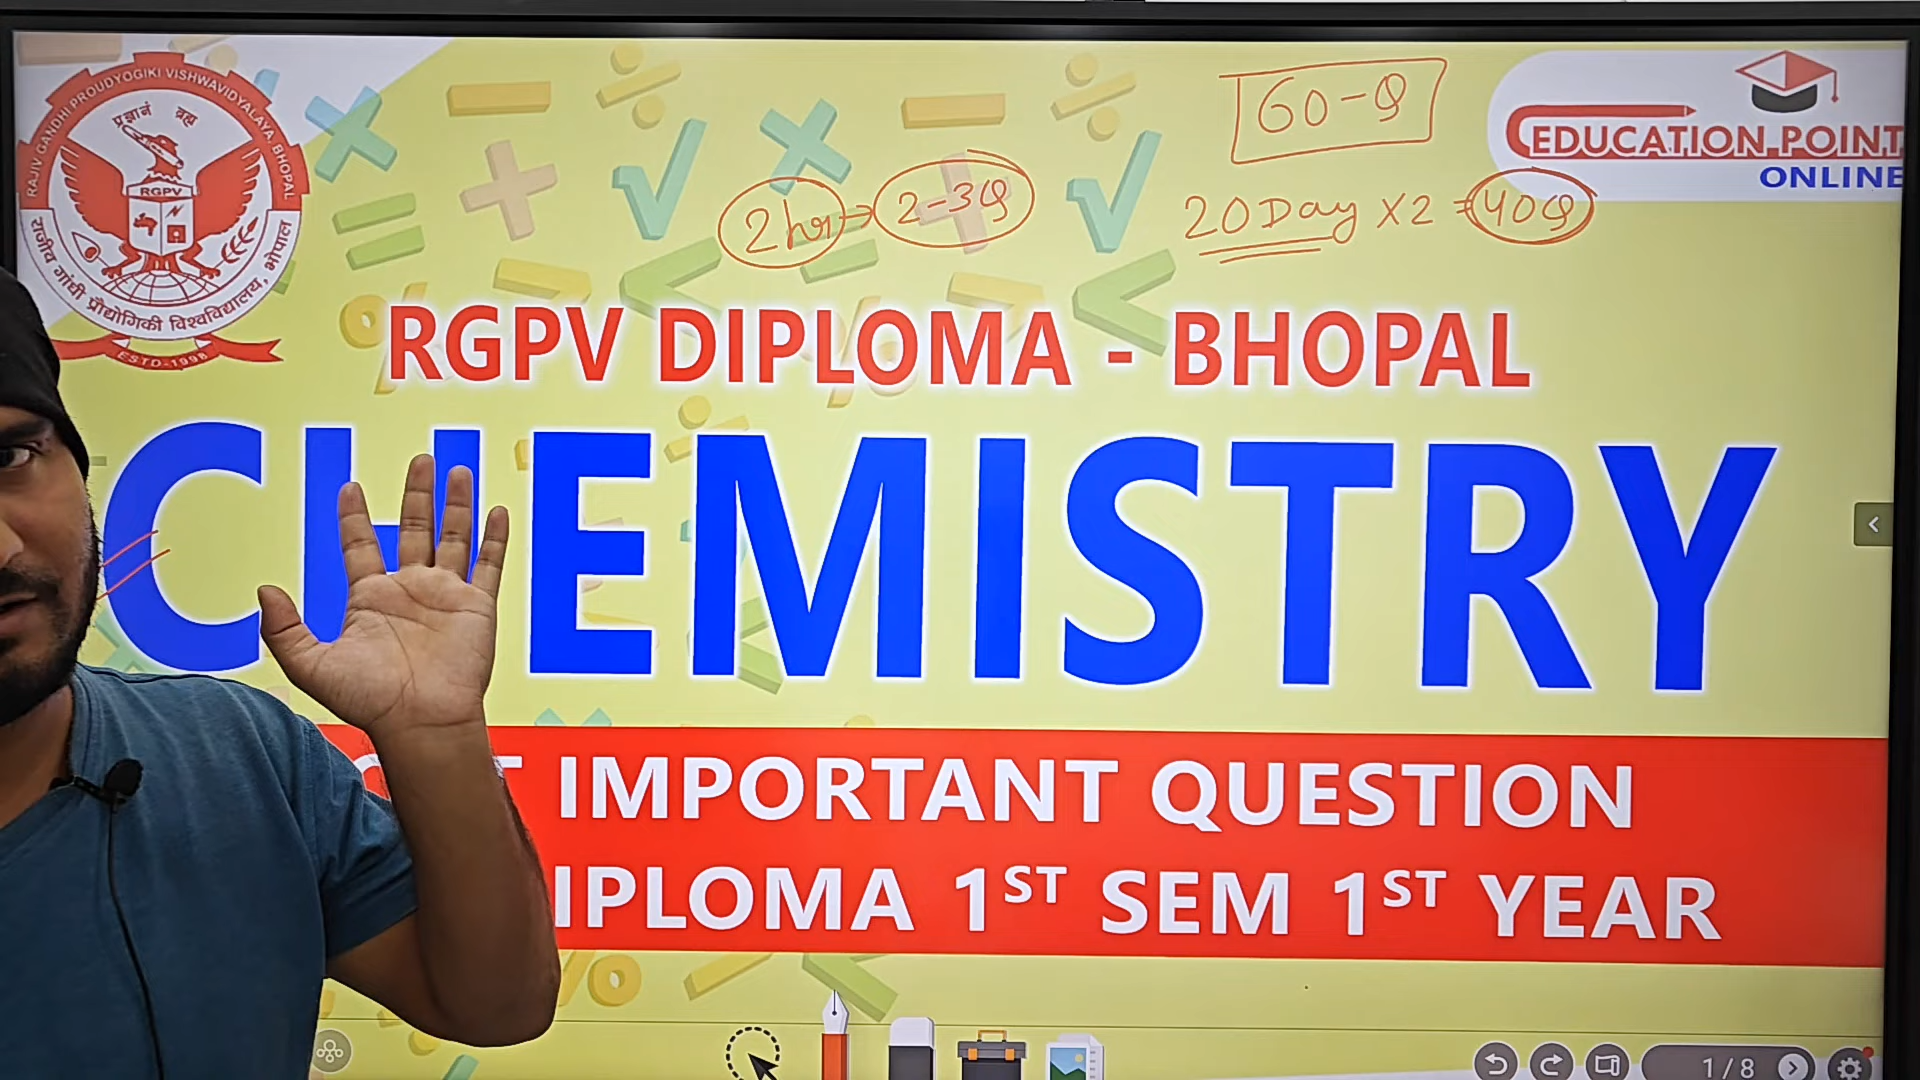 RAJIV GANDHI PROUDYOGIKI VISHWAVIDYALAYA BHOPAL
प्रज्ञानं ब्रह्म
RGPV
राजीव गांधी प्रौद्योगिकी विश्वविद्यालय, भोपाल
ESTD-1998
60-Q
EDUCATION POINT
ONLINE
2hr → 2-3Q
20Day x2 = 40Q
RGPV DIPLOMA - BHOPAL
CHEMISTRY
IMPORTANT QUESTION
IPLOMA 1ST SEM 1ST YEAR
1/8